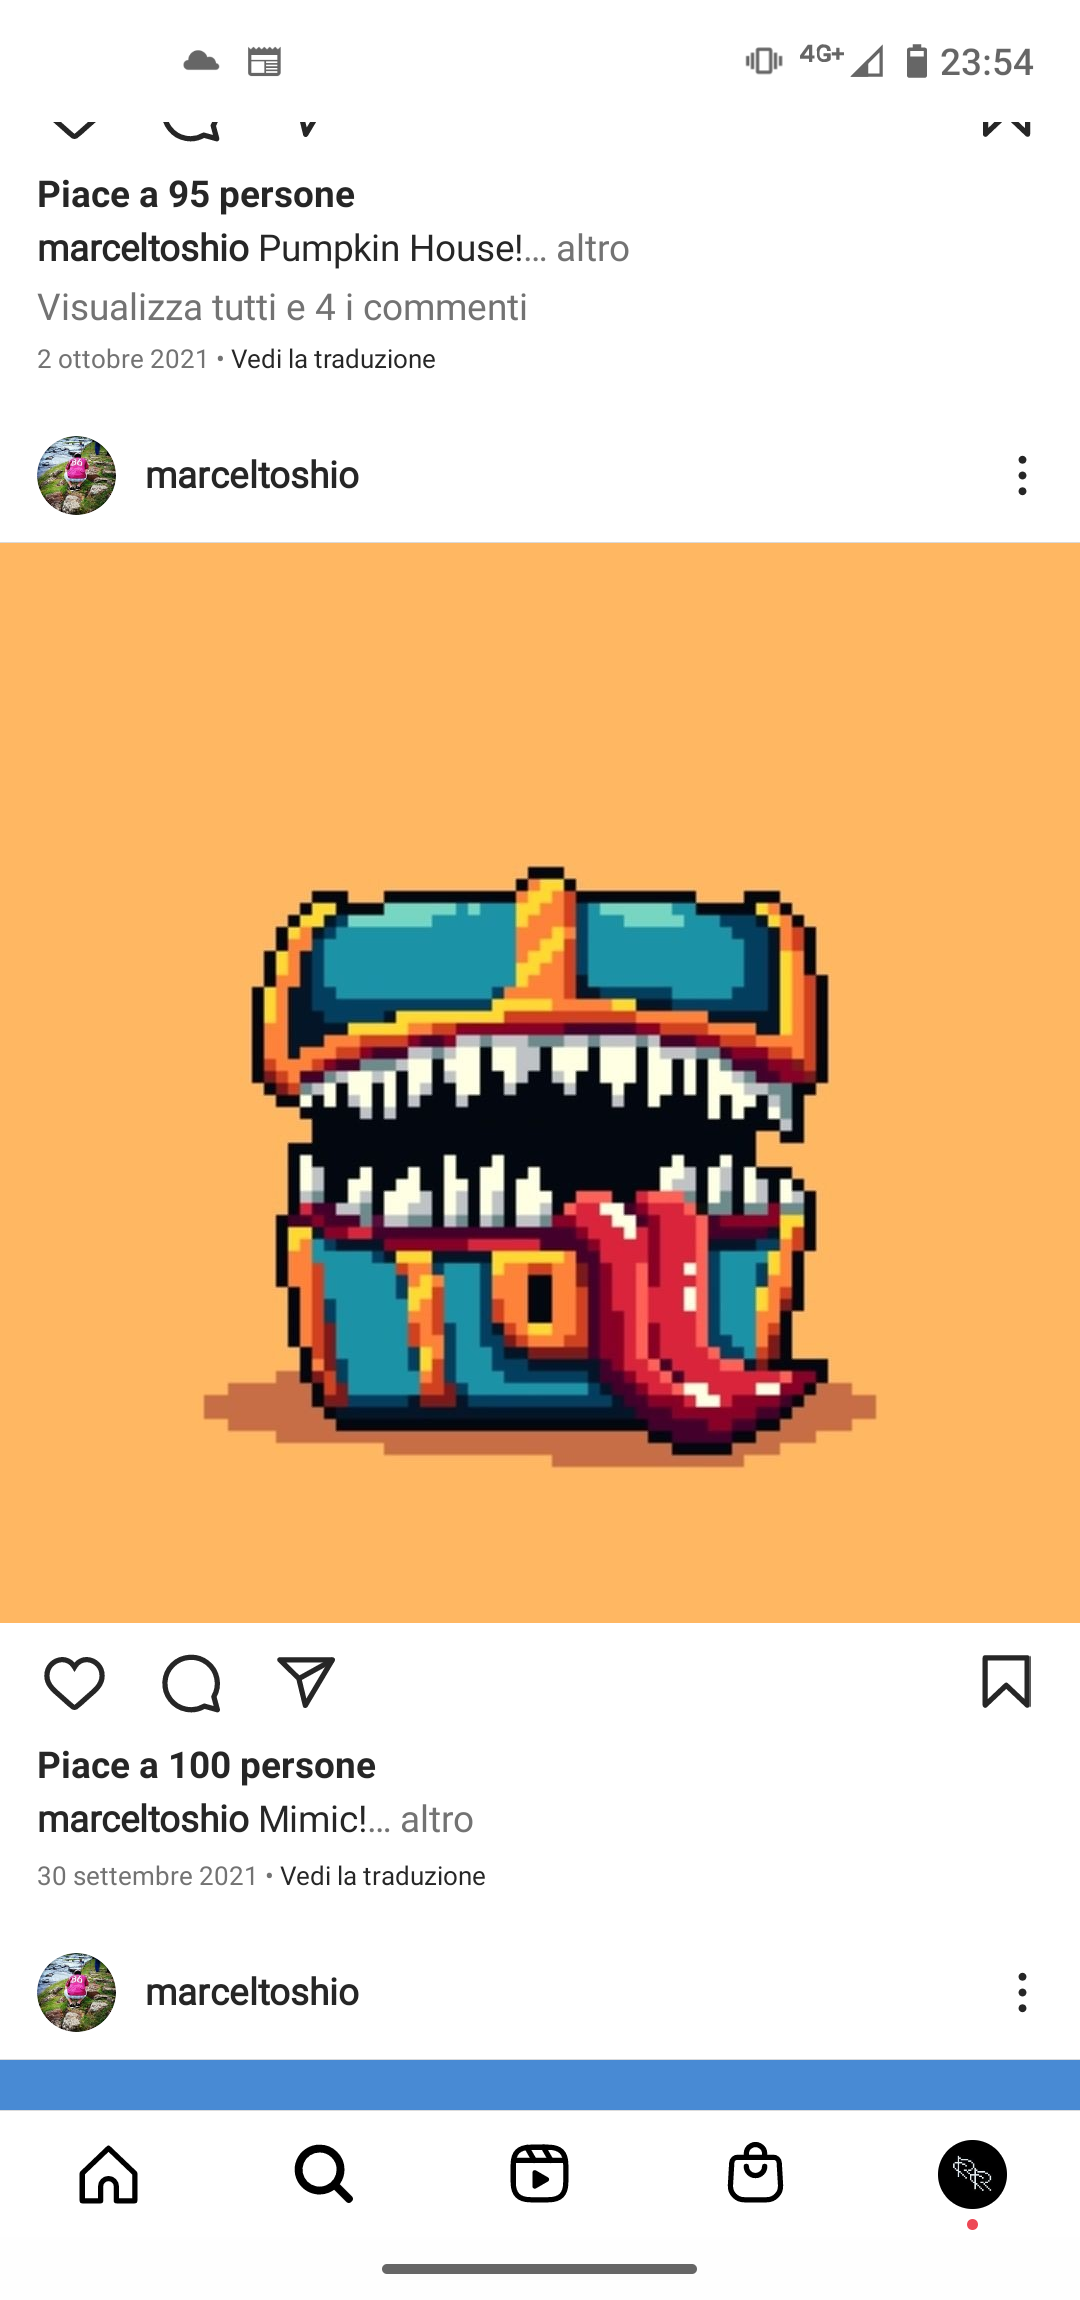 4G+ 23:54
Piace a 95 persone
marceltoshio Pumpkin House!... altro
Visualizza tutti e 4 i commenti
2 ottobre 2021 • Vedi la traduzione
marceltoshio
Piace a 100 persone
marceltoshio Mimic!... altro
30 settembre 2021 • Vedi la traduzione
marceltoshio